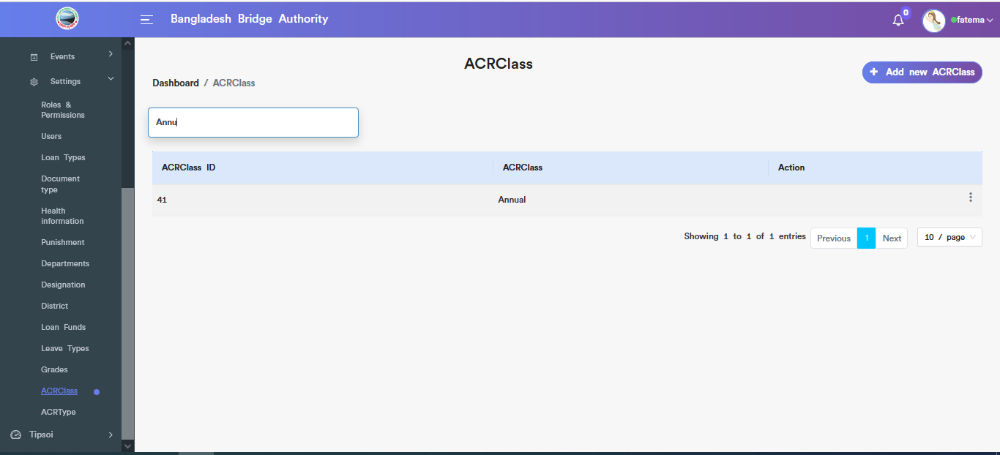 Bangladesh Bridge Authority
0
fatema
Events
Settings
Roles &
Permissions
Users
Loan Types
Document
type
Health
information
Punishment
Departments
Designation
District
Loan Funds
Leave Types
Grades
ACRClass
ACRType
Tipsoi
ACRClass
Dashboard / ACRClass
+ Add new ACRClass
Annu
ACRClass ID ACRClass Action
41 Annual
Showing 1 to 1 of 1 entries Previous 1 Next 10 / page